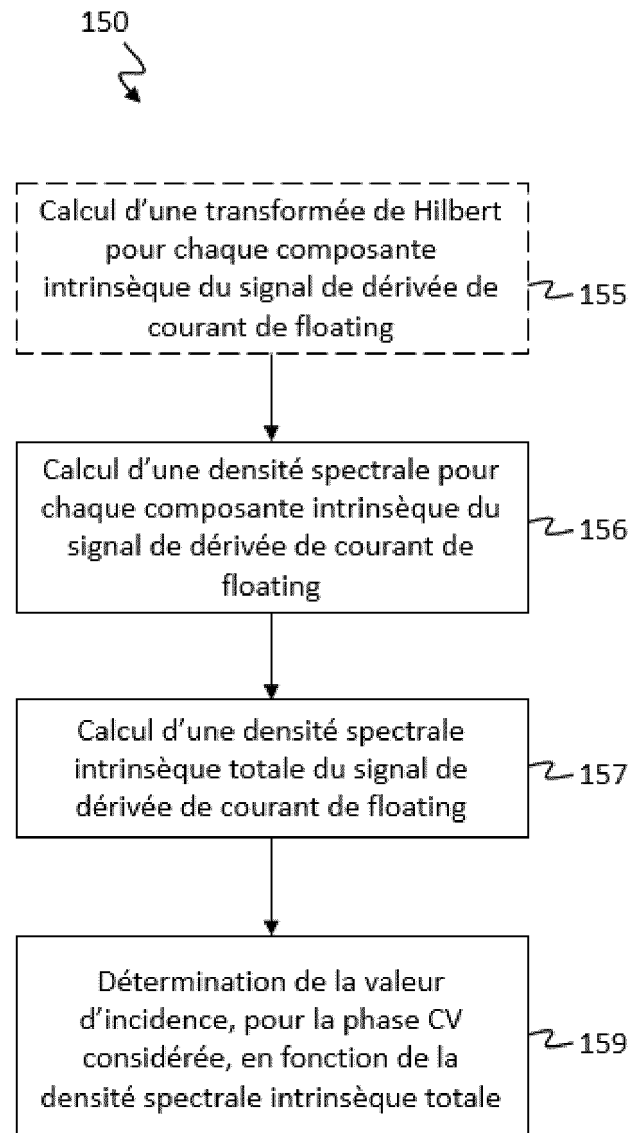 150
Calcul d'une transformée de Hilbert
pour chaque composante
intrinsèque du signal de dérivée de
courant de floating
155
Calcul d'une densité spectrale pour
chaque composante intrinsèque du
signal de dérivée de courant de
floating
156
Calcul d'une densité spectrale
intrinsèque totale du signal de
dérivée de courant de floating
157
Détermination de la valeur
d'incidence, pour la phase CV
considérée, en fonction de la
densité spectrale intrinsèque totale
159